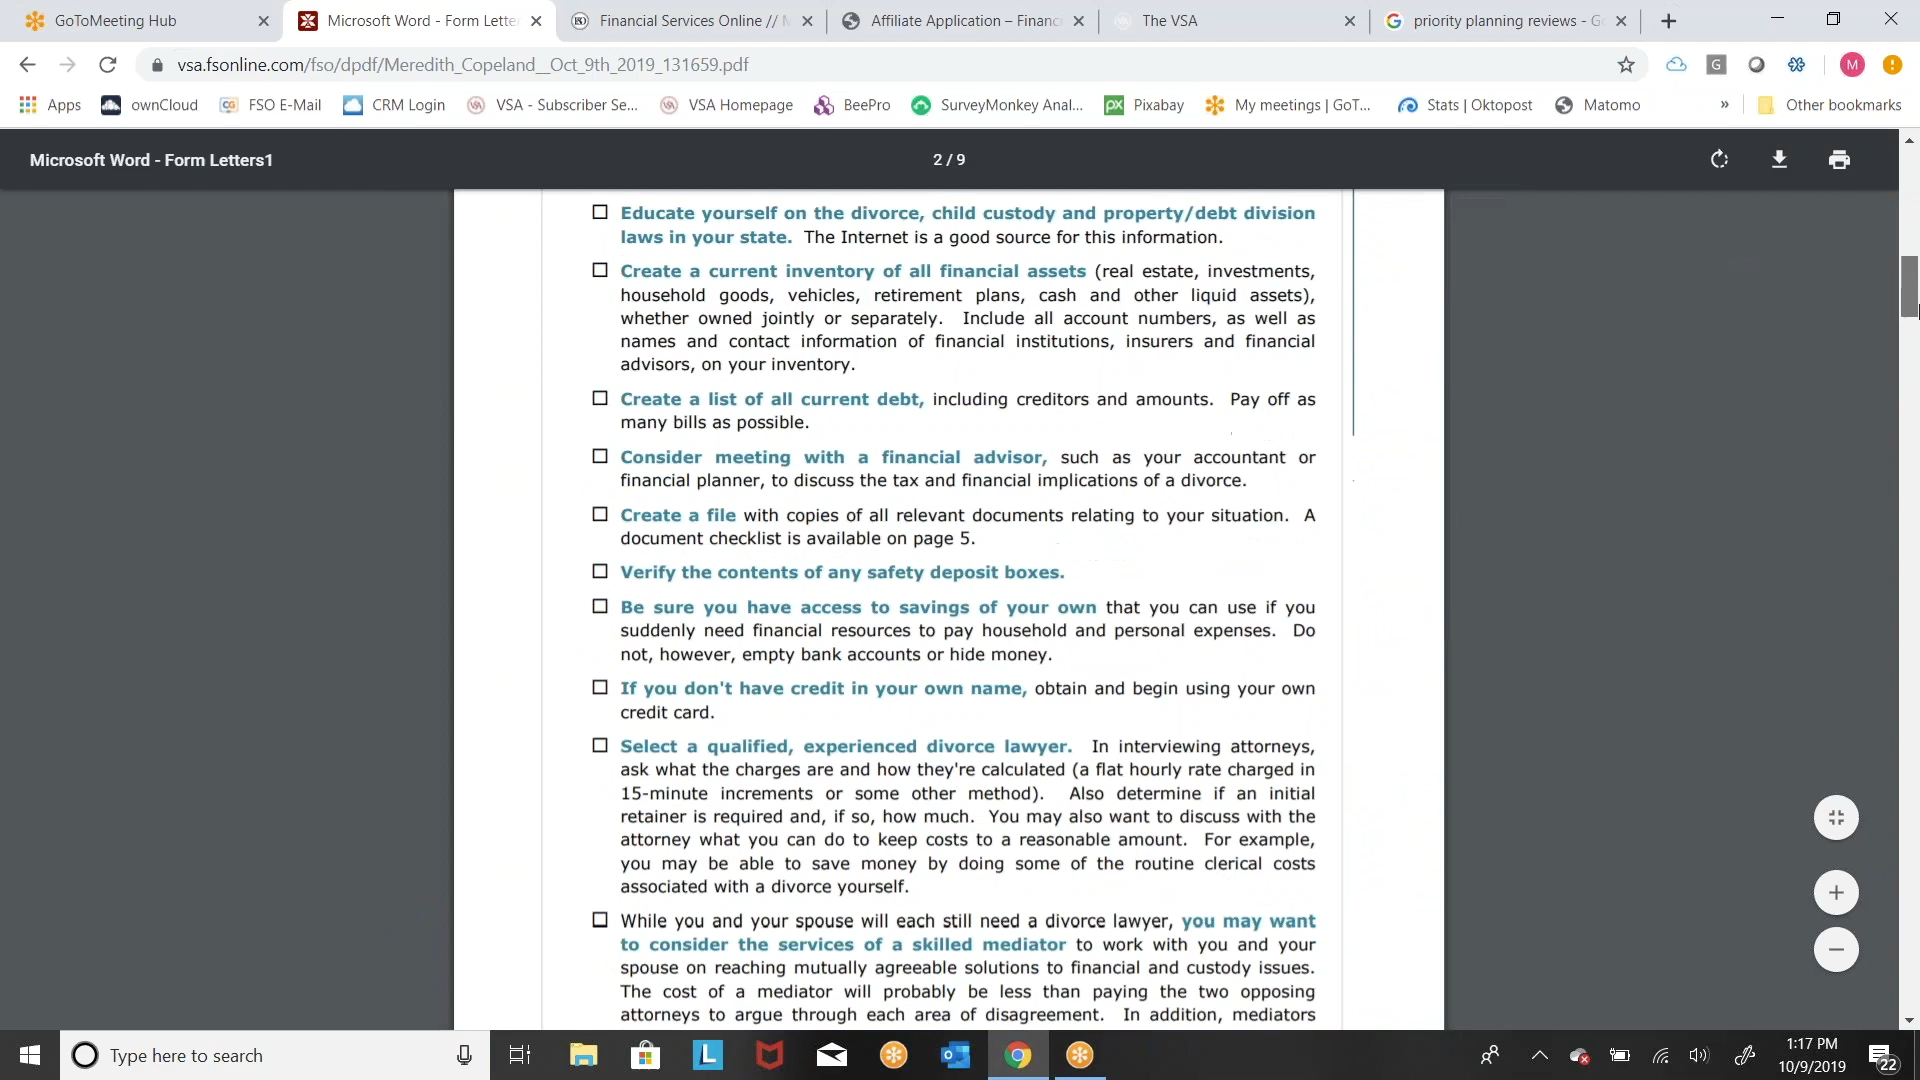 GoToMeeting Hub
Microsoft Word - Form Lette
Financial Services Online //
Affiliate Application – Financ
The VSA
priority planning reviews - G
vsa.fsonline.com/fso/dpdf/Meredith_Copeland__Oct_9th_2019_131659.pdf
G
M
Apps
ownCloud
FSO E-Mail
CRM Login
VSA - Subscriber Se...
VSA Homepage
BeePro
SurveyMonkey Anal...
Pixabay
My meetings | GoT...
Stats | Oktopost
Matomo
»
Other bookmarks
Microsoft Word - Form Letters1
2 / 9
Educate yourself on the divorce, child custody and property/debt division
laws in your state. The Internet is a good source for this information.
Create a current inventory of all financial assets (real estate, investments,
household goods, vehicles, retirement plans, cash and other liquid assets),
whether owned jointly or separately. Include all account numbers, as well as
names and contact information of financial institutions, insurers and financial
advisors, on your inventory.
Create a list of all current debt, including creditors and amounts. Pay off as
many bills as possible.
Consider meeting with a financial advisor, such as your accountant or
financial planner, to discuss the tax and financial implications of a divorce.
Create a file with copies of all relevant documents relating to your situation. A
document checklist is available on page 5.
Verify the contents of any safety deposit boxes.
Be sure you have access to savings of your own that you can use if you
suddenly need financial resources to pay household and personal expenses. Do
not, however, empty bank accounts or hide money.
If you don't have credit in your own name, obtain and begin using your own
credit card.
Select a qualified, experienced divorce lawyer. In interviewing attorneys,
ask what the charges are and how they're calculated (a flat hourly rate charged in
15-minute increments or some other method). Also determine if an initial
retainer is required and, if so, how much. You may also want to discuss with the
attorney what you can do to keep costs to a reasonable amount. For example,
you may be able to save money by doing some of the routine clerical costs
associated with a divorce yourself.
While you and your spouse will each still need a divorce lawyer, you may want
to consider the services of a skilled mediator to work with you and your
spouse on reaching mutually agreeable solutions to financial and custody issues.
The cost of a mediator will probably be less than paying the two opposing
attorneys to argue through each area of disagreement. In addition, mediators
Type here to search
L
1:17 PM
10/9/2019
22